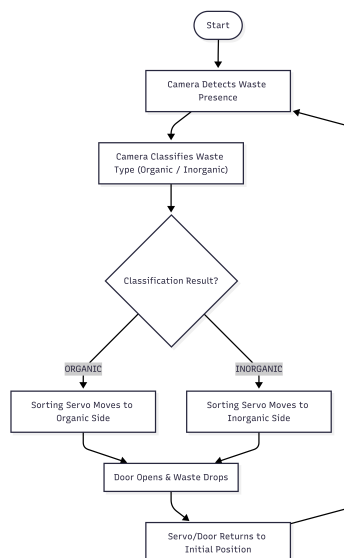 Start
Camera Detects Waste
Presence
Camera Classifies Waste
Type (Organic / Inorganic)
Classification Result?
ORGANIC
INORGANIC
Sorting Servo Moves to
Organic Side
Sorting Servo Moves to
Inorganic Side
Door Opens & Waste Drops
Servo/Door Returns to
Initial Position